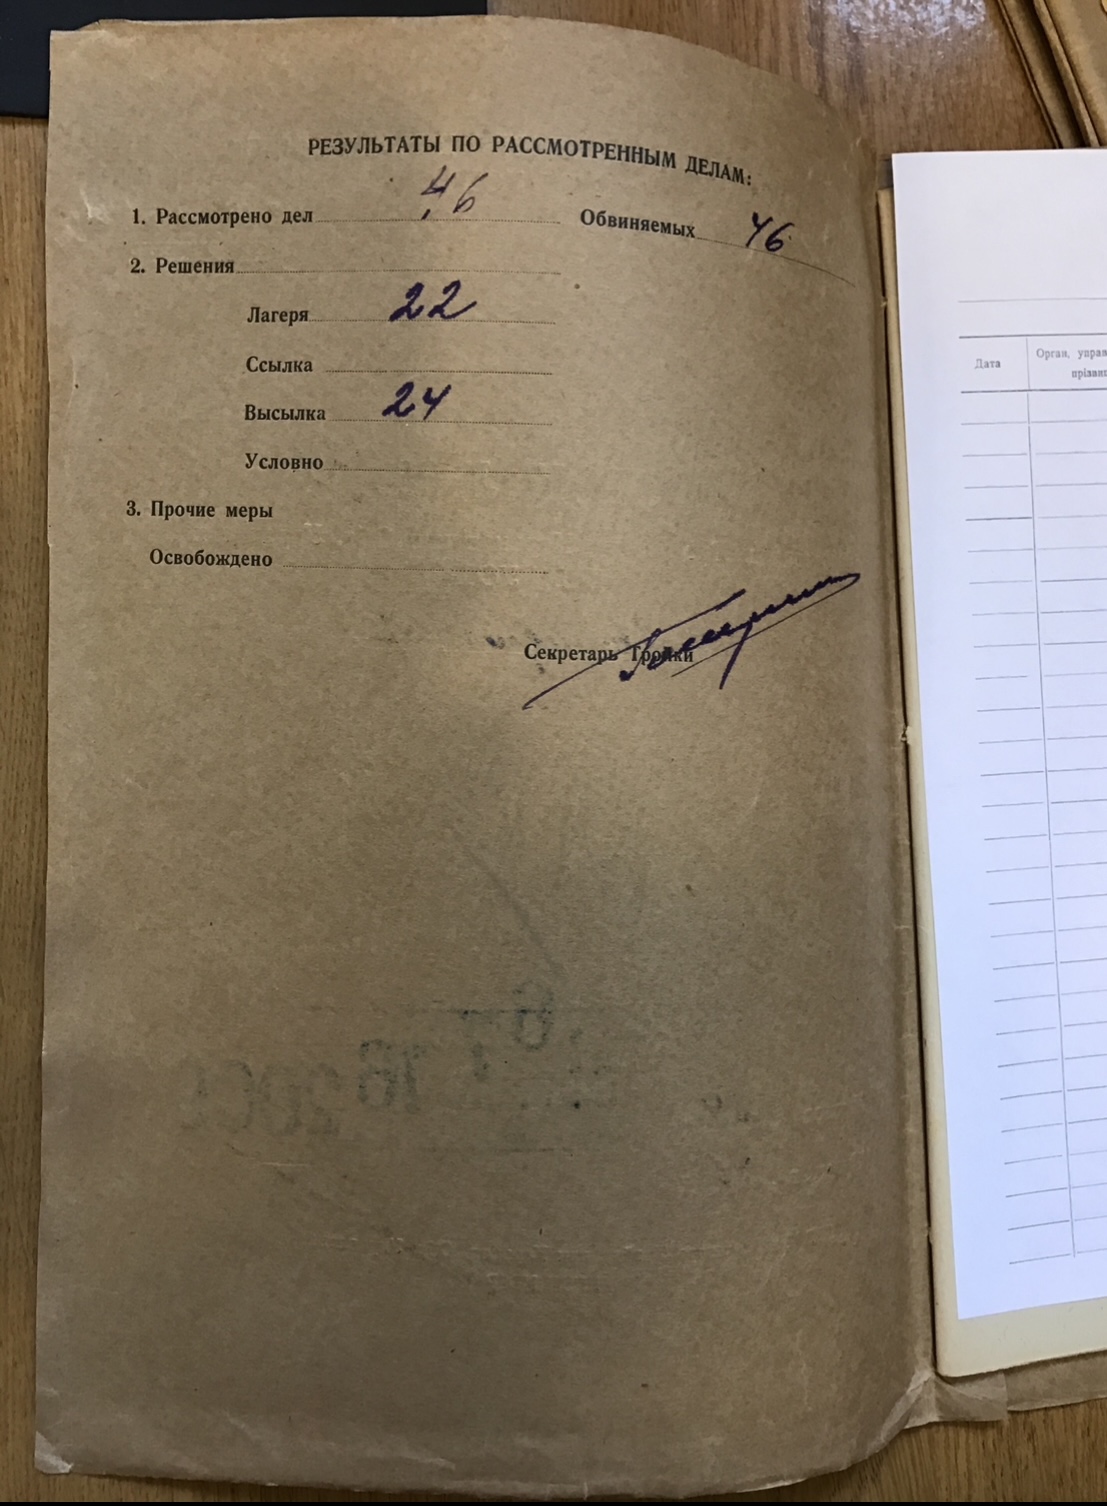 РЕЗУЛЬТАТЫ ПО РАССМОТРЕННЫМ ДЕЛАМ:
1. Рассмотрено дел 46 Обвиняемых 46
2. Решения
Лагеря 22
Ссылка
Высылка 24
Условно
3. Прочие меры
Освобождено
Секретарь Тройки
Дата
Орган,